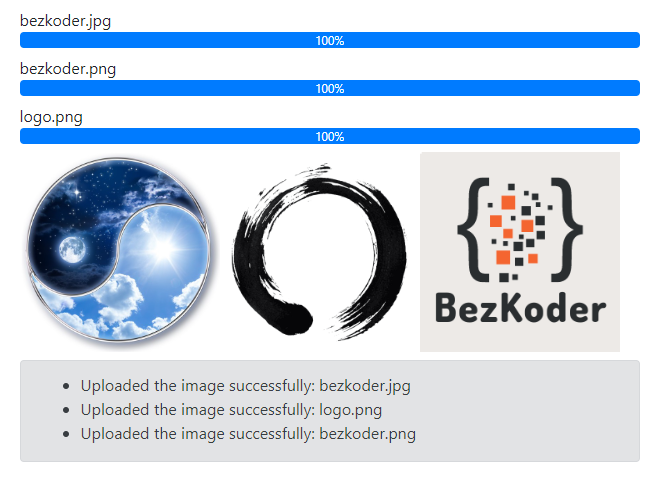 bezkoder.jpg
100%
bezkoder.png
100%
logo.png
100%
BezKoder
Uploaded the image successfully: bezkoder.jpg
Uploaded the image successfully: logo.png
Uploaded the image successfully: bezkoder.png